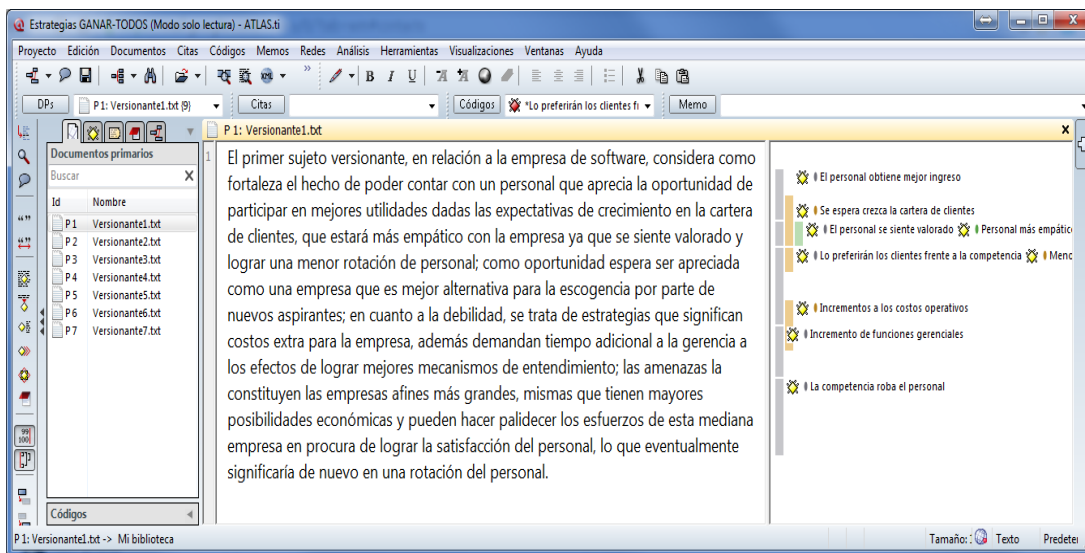 Estrategias GANAR-TODOS (Modo solo lectura) - ATLAS.ti
Proyecto Edición Documentos Citas Códigos Memos Redes Análisis Herramientas Visualizaciones Ventanas Ayuda
B I U
DPs P 1: Versionante1.txt {9} Citas Códigos *Lo preferirán los clientes fi Memo
P 1: Versionante1.txt x
Documentos primarios
Buscar X
Id Nombre
P 1 Versionante1.txt
P 2 Versionante2.txt
P 3 Versionante3.txt
P 4 Versionante4.txt
P 5 Versionante5.txt
P 6 Versionante6.txt
P 7 Versionante7.txt
Códigos
1
El primer sujeto versionante, en relación a la empresa de software, considera como
fortaleza el hecho de poder contar con un personal que aprecia la oportunidad de
participar en mejores utilidades dadas las expectativas de crecimiento en la cartera
de clientes, que estará más empático con la empresa ya que se siente valorado y
lograr una menor rotación de personal; como oportunidad espera ser apreciada
como una empresa que es mejor alternativa para la escogencia por parte de
nuevos aspirantes; en cuanto a la debilidad, se trata de estrategias que significan
costos extra para la empresa, además demandan tiempo adicional a la gerencia a
los efectos de lograr mejores mecanismos de entendimiento; las amenazas la
constituyen las empresas afines más grandes, mismas que tienen mayores
posibilidades económicas y pueden hacer palidecer los esfuerzos de esta mediana
empresa en procura de lograr la satisfacción del personal, lo que eventualmente
significaría de nuevo en una rotación del personal.
El personal obtiene mejor ingreso
Se espera crezca la cartera de clientes
El personal se siente valorado Personal más empátic
Lo preferirán los clientes frente a la competencia Menc
Incrementos a los costos operativos
Incremento de funciones gerenciales
La competencia roba el personal
P 1: Versionante1.txt -> Mi biblioteca Tamaño: Texto Predeter